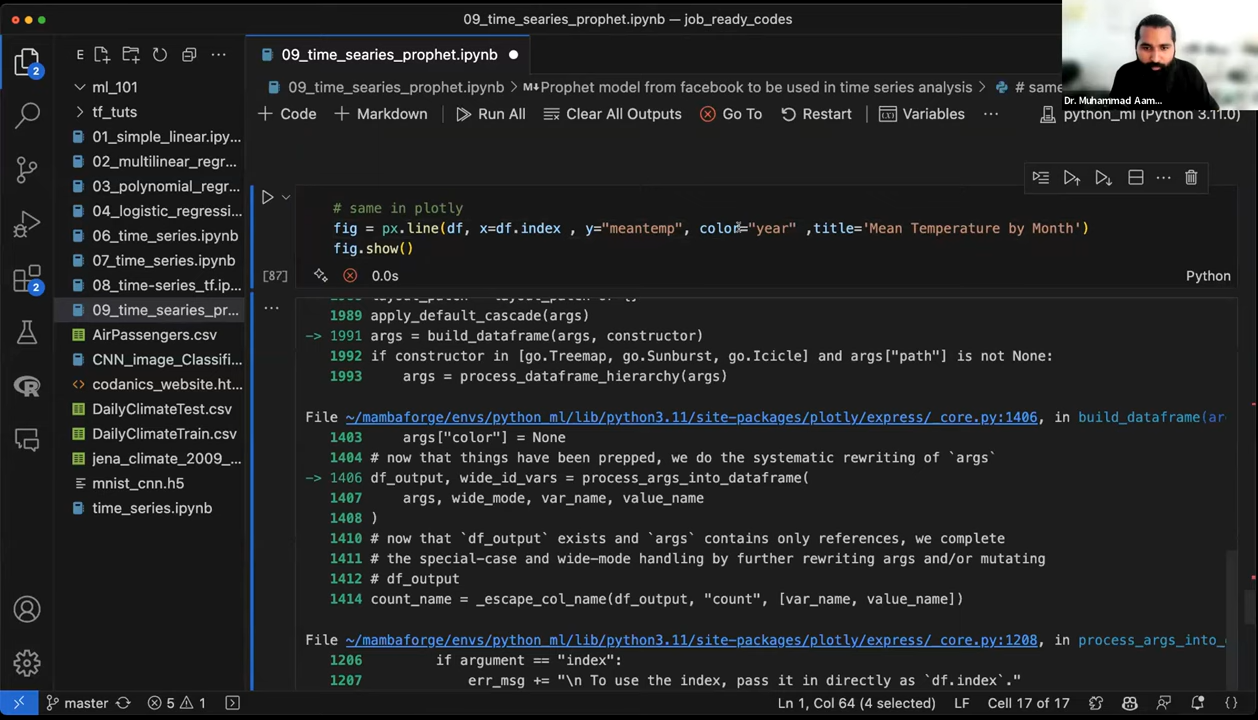 09_time_searies_prophet.ipynb — job_ready_codes
E
09_time_searies_prophet.ipynb
Dr. Muhammad Aam...
2
ml_101
09_time_searies_prophet.ipynb > M Prophet model from facebook to be used in time series analysis > # same
tf_tuts
+ Code + Markdown Run All Clear All Outputs Go To Restart Variables ... python_ml (Python 3.11.0)
01_simple_linear.ipy...
02_multilinear_regr...
03_polynomial_regr...
04_logistic_regressi...
06_time_series.ipynb
07_time_series.ipynb
08_time-series_tf.ip...
09_time_searies_pr...
AirPassengers.csv
CNN_image_Classifi...
codanics_website.ht...
DailyClimateTest.csv
DailyClimateTrain.csv
jena_climate_2009_...
mnist_cnn.h5
time_series.ipynb
2
# same in plotly
fig = px.line(df, x=df.index , y="meantemp", color="year" ,title='Mean Temperature by Month')
fig.show()
[87] 0.0s Python
1989 apply_default_cascade(args)
-> 1991 args = build_dataframe(args, constructor)
1992 if constructor in [go.Treemap, go.Sunburst, go.Icicle] and args["path"] is not None:
1993 args = process_dataframe_hierarchy(args)
File ~/mambaforge/envs/python_ml/lib/python3.11/site-packages/plotly/express/_core.py:1406, in build_dataframe(ar
1403 args["color"] = None
1404 # now that things have been prepped, we do the systematic rewriting of `args`
-> 1406 df_output, wide_id_vars = process_args_into_dataframe(
1407 args, wide_mode, var_name, value_name
1408 )
1410 # now that `df_output` exists and `args` contains only references, we complete
1411 # the special-case and wide-mode handling by further rewriting args and/or mutating
1412 # df_output
1414 count_name = _escape_col_name(df_output, "count", [var_name, value_name])
File ~/mambaforge/envs/python_ml/lib/python3.11/site-packages/plotly/express/_core.py:1208, in process_args_into_
1206 if argument == "index":
1207 err_msg += "\n To use the index, pass it in directly as `df.index`."
master 5 1 Ln 1, Col 64 (4 selected) LF Cell 17 of 17